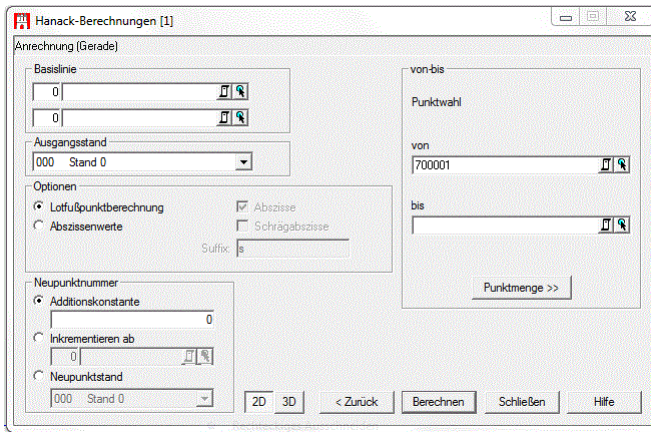 Hanack-Berechnungen [1]
Anrechnung (Gerade)
Basislinie
0
0
Ausgangsstand
000 Stand 0
Optionen
Lotfußpunktberechnung
Abszisse
Abszissenwerte
Schrägabszisse
Suffix: s
Neupunktnummer
Additionskonstante
0
Inkrementieren ab
0
Neupunktstand
000 Stand 0
von-bis
Punktwahl
von
700001
bis
Punktmenge >>
2D 3D < Zurück Berechnen Schließen Hilfe